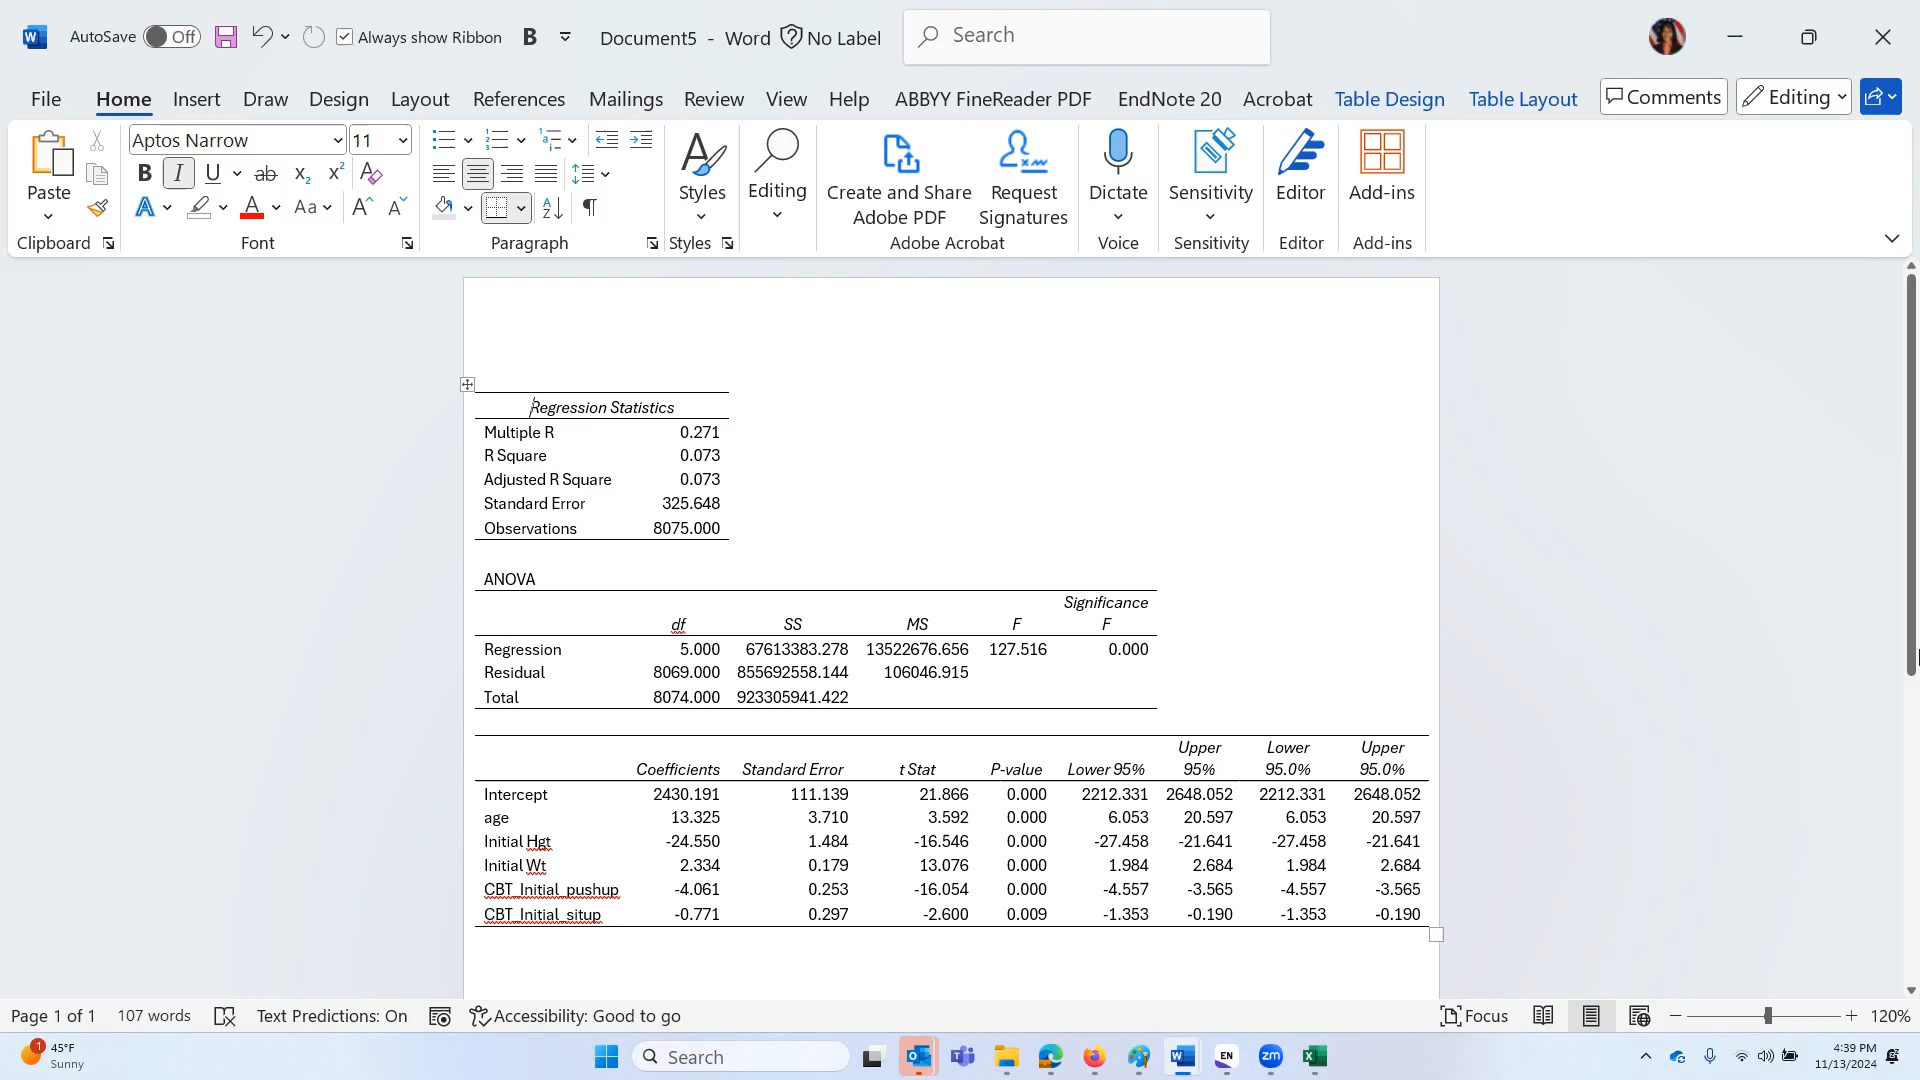 AutoSave Off Always show Ribbon B Document5 - Word No Label Search
File Home Insert Draw Design Layout References Mailings Review View Help ABBYY FineReader PDF EndNote 20 Acrobat Table Design Table Layout Comments Editing
Aptos Narrow 11
Paste Styles Editing Create and Share Adobe PDF Request Signatures Dictate Sensitivity Editor Add-ins
Clipboard Font Paragraph Styles Adobe Acrobat Voice Sensitivity Editor Add-ins
Regression Statistics
Multiple R 0.271
R Square 0.073
Adjusted R Square 0.073
Standard Error 325.648
Observations 8075.000
ANOVA
df SS MS F Significance F
Regression 5.000 67613383.278 13522676.656 127.516 0.000
Residual 8069.000 855692558.144 106046.915
Total 8074.000 923305941.422
Coefficients Standard Error t Stat P-value Lower 95% Upper 95% Lower 95.0% Upper 95.0%
Intercept 2430.191 111.139 21.866 0.000 2212.331 2648.052 2212.331 2648.052
age 13.325 3.710 3.592 0.000 6.053 20.597 6.053 20.597
Initial Hgt -24.550 1.484 -16.546 0.000 -27.458 -21.641 -27.458 -21.641
Initial Wt 2.334 0.179 13.076 0.000 1.984 2.684 1.984 2.684
CBT_Initial_pushup -4.061 0.253 -16.054 0.000 -4.557 -3.565 -4.557 -3.565
CBT_Initial_situp -0.771 0.297 -2.600 0.009 -1.353 -0.190 -1.353 -0.190
Page 1 of 1 107 words Text Predictions: On Accessibility: Good to go Focus 120%
1 45°F
Sunny
Search
4:39 PM
11/13/2024